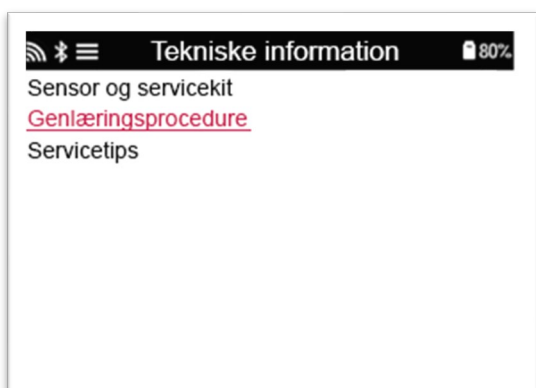 Tekniske information 80%
Sensor og servicekit
Genlæringsprocedure
Servicetips